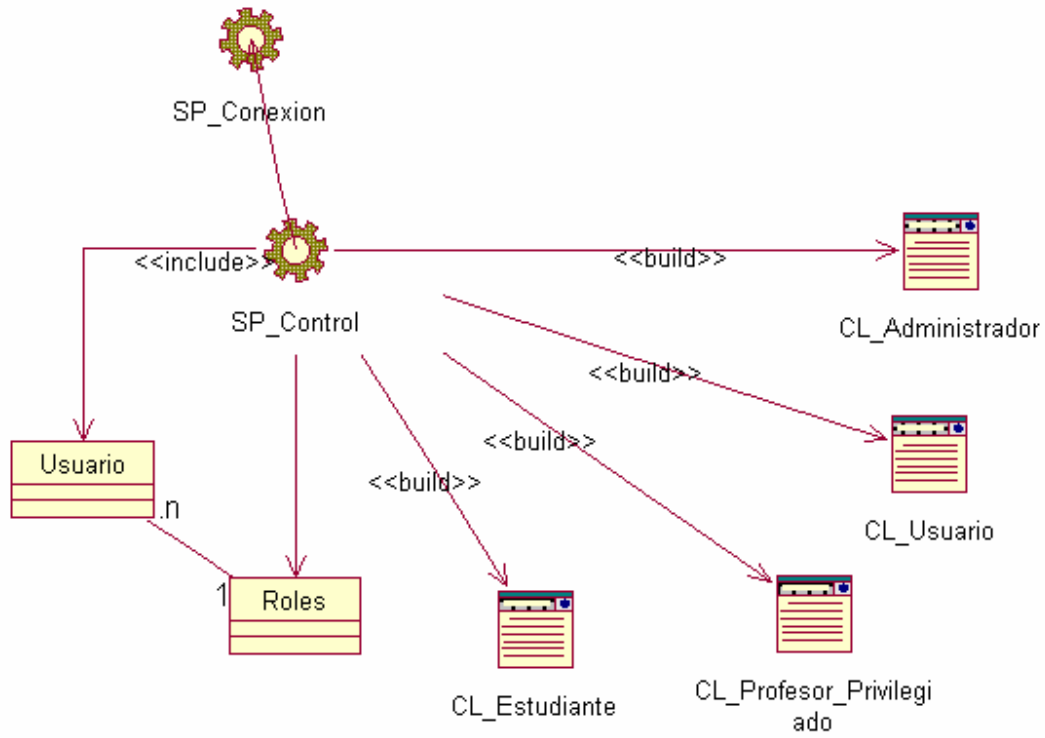 SP_Conexion
<<include>>
<<build>>
SP_Control
CL_Administrador
<<build>>
<<build>>
Usuario
<<build>>
.n
CL_Usuario
1
Roles
CL_Estudiante
CL_Profesor_Privilegi
ado